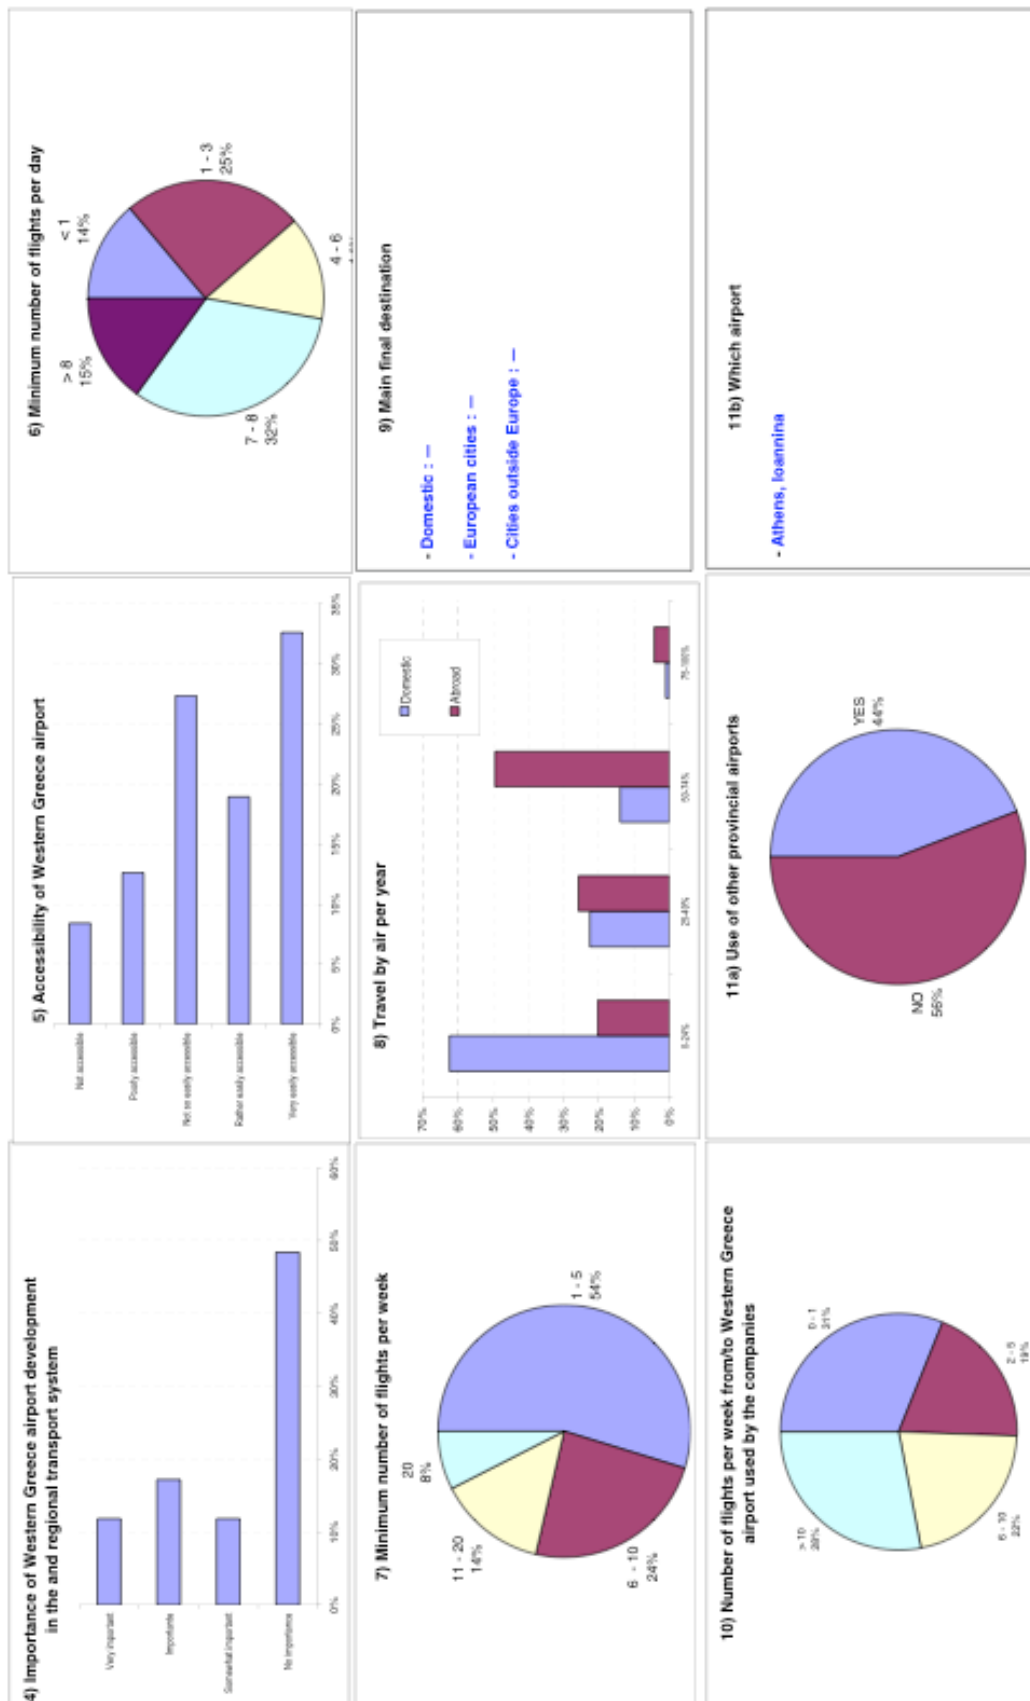 4) Importance of Western Greece airport development
in the and regional transport system
Very important
Importante
Somewhat important
No importance
0%
10%
20%
30%
40%
50%
60%
5) Accessibility of Western Greece airport
Not accessible
Poorly accessible
Not so easily accessible
Rather easily accessible
Very easily accessible
0%
5%
10%
15%
20%
25%
30%
35%
6) Minimum number of flights per day
< 1
14%
1 - 3
25%
4 - 6
7 - 8
32%
> 8
15%
7) Minimum number of flights per week
20
8%
1 - 5
54%
6 - 10
24%
11 - 20
14%
8) Travel by air per year
70%
60%
50%
40%
30%
20%
10%
0%
25-49%
50-74%
75-100%
Domestic
Abroad
9) Main final destination
- Domestic : —
- European cities : —
- Cities outside Europe : —
10) Number of flights per week from/to Western Greece
airport used by the companies
0 - 1
31%
2 - 5
19%
6 - 10
22%
> 10
28%
11a) Use of other provincial airports
YES
44%
NO
56%
11b) Which airport
- Athens, Ioannina